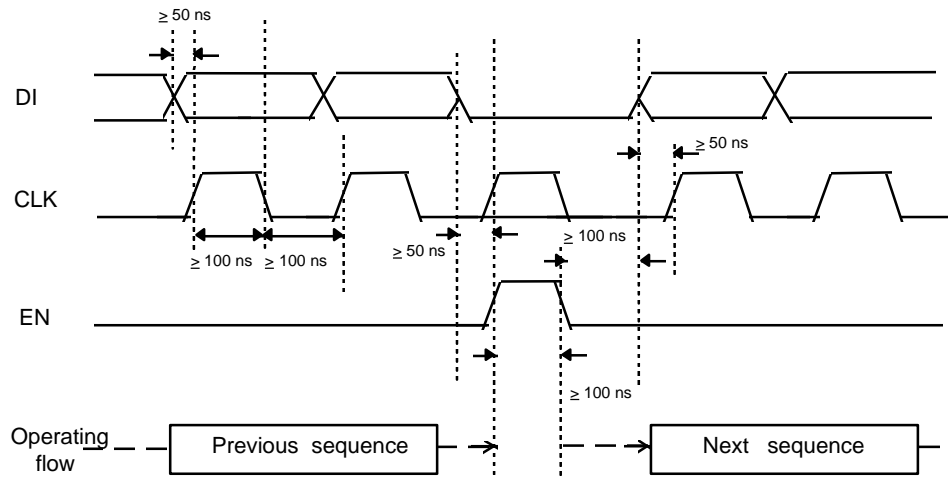 ≥ 50 ns
DI
≥ 50 ns
CLK
≥ 100 ns
≥ 100 ns
≥ 50 ns
≥ 100 ns
EN
≥ 100 ns
Operating
flow
Previous sequence
Next sequence